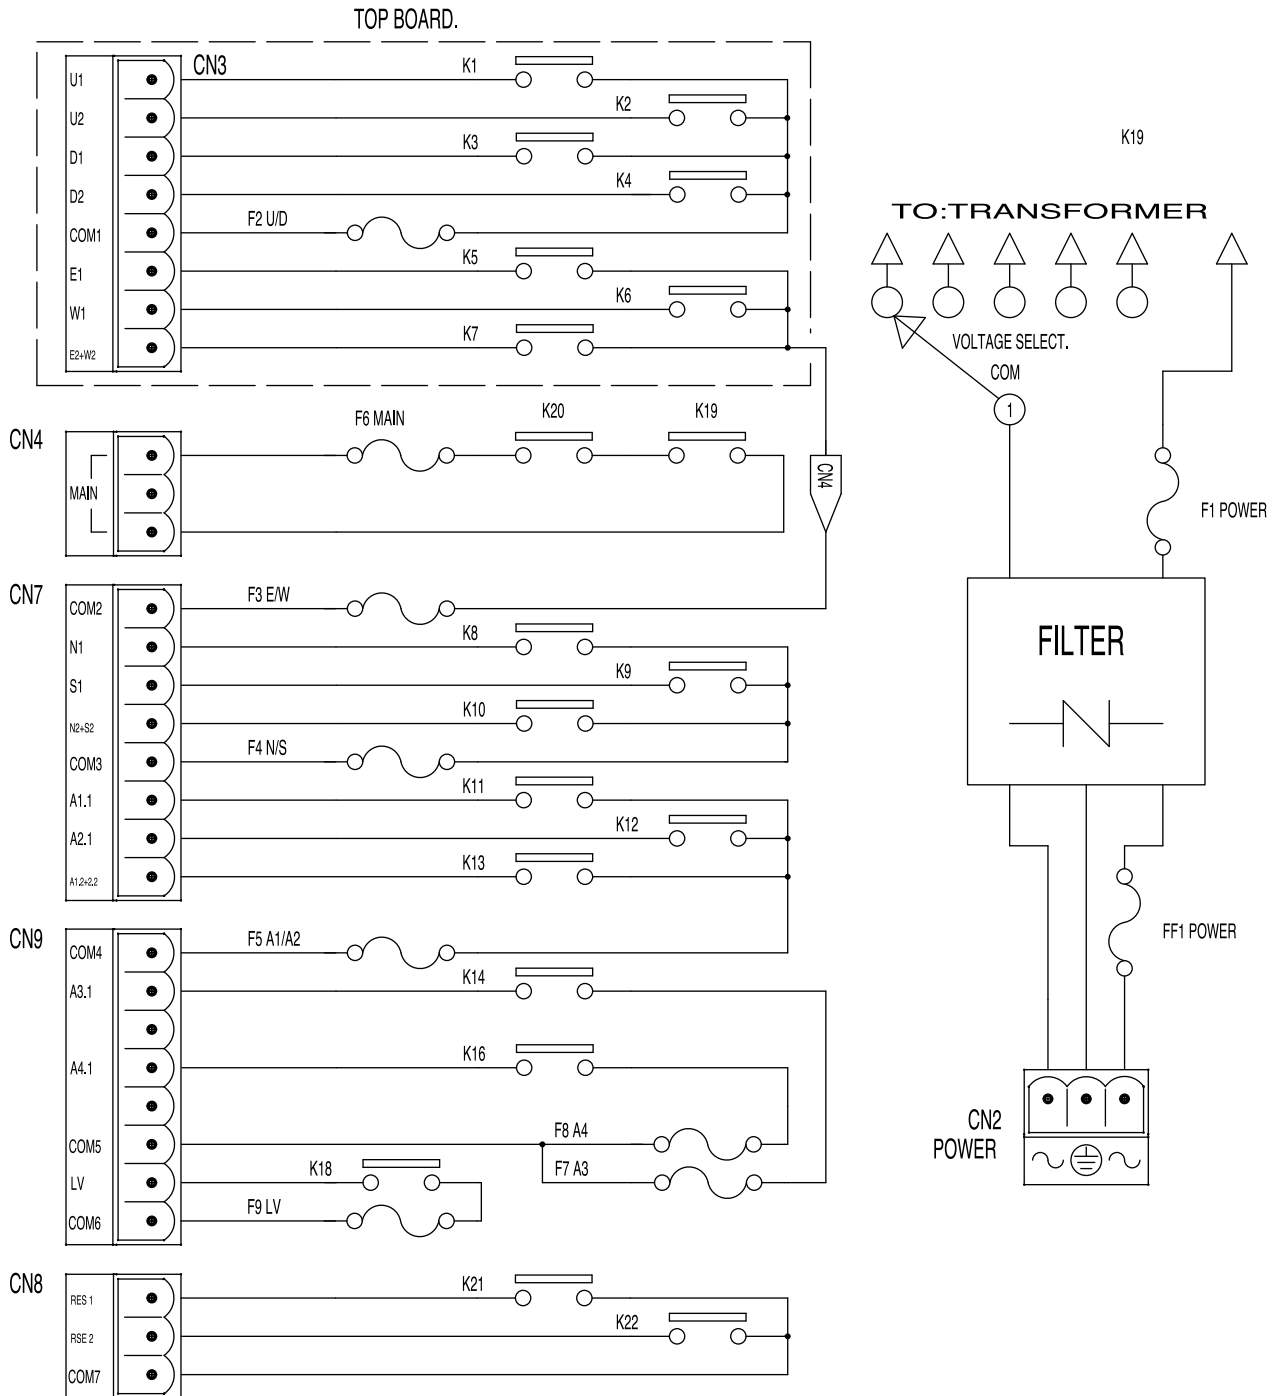 TOP BOARD.
CN3
U1
K1
U2
K2
D1
K3
D2
K4
COM1
F2 U/D
E1
K5
W1
K6
E2+W2
K7
CN4
MAIN
F6 MAIN
K20
K19
CN4
CN7
COM2
F3 E/W
N1
K8
S1
K9
N2+S2
K10
COM3
F4 N/S
A1.1
K11
A2.1
K12
A1.2+2.2
K13
CN9
COM4
F5 A1/A2
A3.1
K14
A4.1
K16
COM5
F8 A4
F7 A3
LV
K18
COM6
F9 LV
CN8
RES 1
K21
RSE 2
K22
COM7
K19
TO:TRANSFORMER
VOLTAGE SELECT.
COM
1
F1 POWER
FILTER
FF1 POWER
CN2
POWER